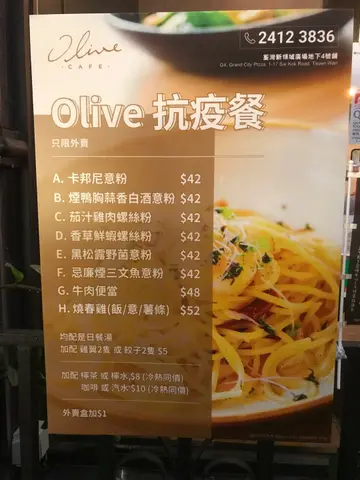 Olive
CAFE
2412 3836
荃灣新領域廣場地下4號舖
G4, Grand City Plaza, 1-17 Sai Lau Kok Road, Tsuen Wan
Olive 抗疫餐
只限外賣
A. 卡邦尼意粉 $42
B. 煙鴨胸蒜香白酒意粉 $42
C. 茄汁雞肉螺絲粉 $42
D. 香草鮮蝦螺絲粉 $42
E. 黑松露野菌意粉 $42
F. 忌廉煙三文魚意粉 $42
G. 牛肉便當 $48
H. 燒春雞(飯/意/薯條) $52
均配是日餐湯
加配 雞翼2隻 或 餃子2隻 $5
加配 檸茶 或 檸水 $8 (冷熱同價)
咖啡 或 汽水 $10 (冷熱同價)
外賣盒加$1